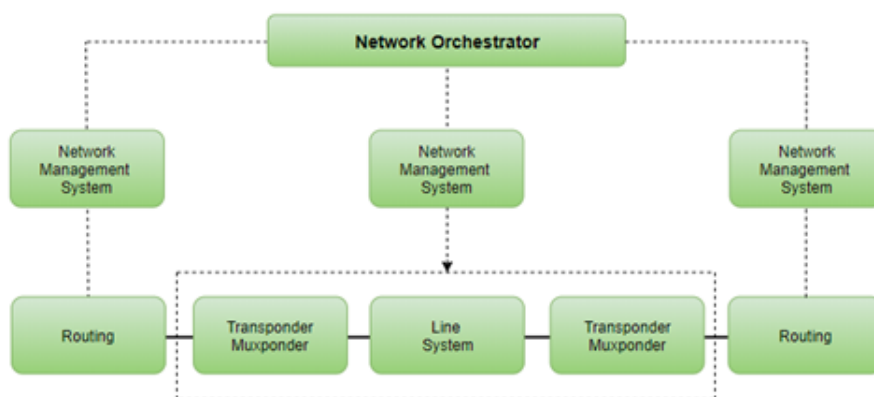 Network Orchestrator
Network
Management
System
Network
Management
System
Network
Management
System
Routing
Transponder
Muxponder
Line
System
Transponder
Muxponder
Routing